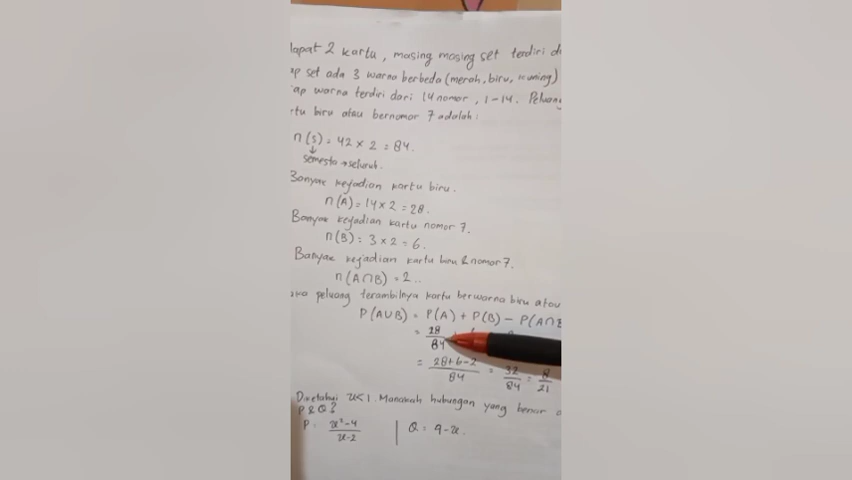 lapat 2 kartu, masing masing set terdiri d
ap set ada 3 warna berbeda (merah, biru, kuning)
ap warna terdiri dari 14 nomor, 1-14. Peluang
tu biru atau bernomor 7 adalah:
n(S) = 42 × 2 = 84.
↓
semesta → seluruh.
Banyak kejadian kartu biru.
n(A) = 14 × 2 = 28.
Banyak kejadian kartu nomor 7.
n(B) = 3 × 2 = 6.
Banyak kejadian kartu biru & nomor 7.
n(A∩B) = 2..
peluang terambilnya kartu berwarna biru atau
P(A∪B) = P(A) + P(B) - P(A∩B
= 28/84
= 28+6-2/84 = 32/84 = 8/21
Diketahui x<1. Manakah hubungan yang benar
P & Q?
P = x²-4/x-2 | Q = 4-x.